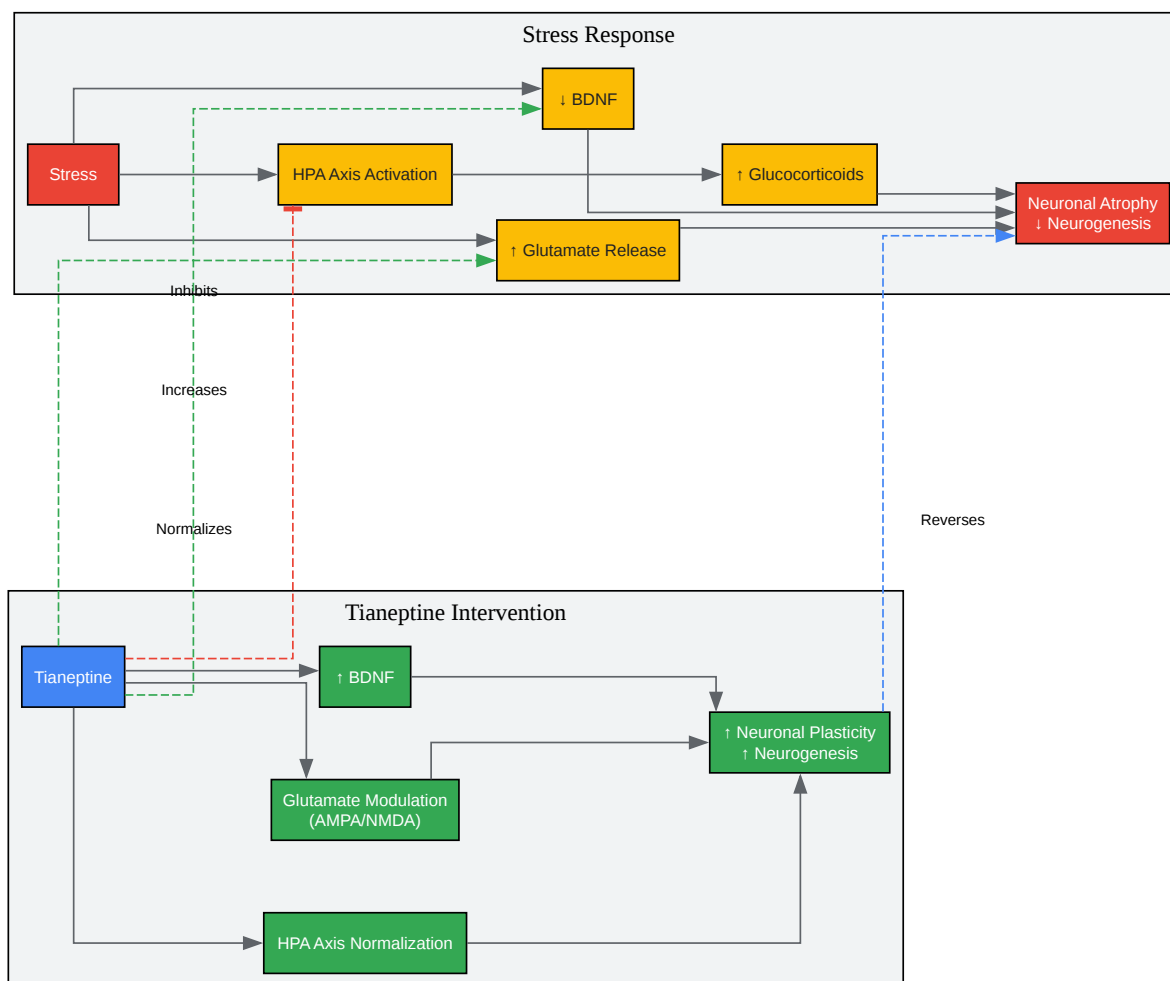 Stress Response
↓ BDNF
Stress
HPA Axis Activation
↑ Glucocorticoids
Neuronal Atrophy
↓ Neurogenesis
↑ Glutamate Release
Inhibits
Increases
Normalizes
Reverses
Tianeptine Intervention
Tianeptine
↑ BDNF
↑ Neuronal Plasticity
↑ Neurogenesis
Glutamate Modulation
(AMPA/NMDA)
HPA Axis Normalization